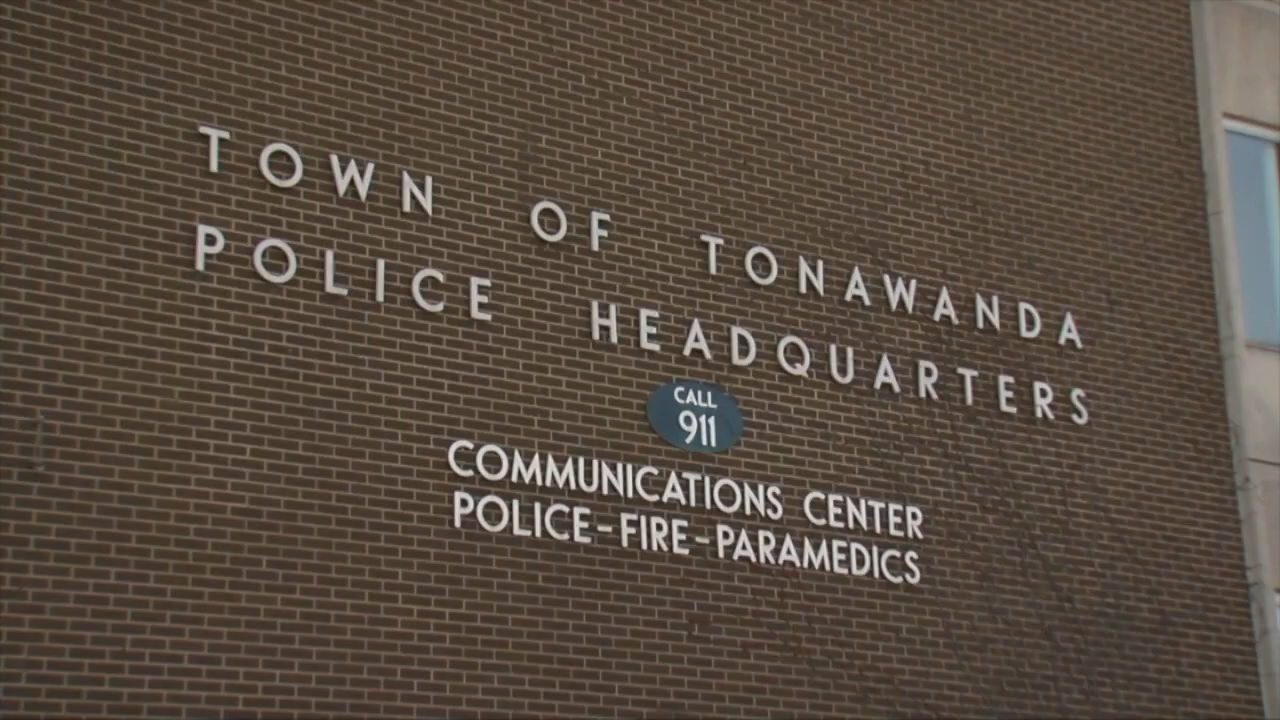 TOWN OF TONAWANDA
POLICE HEADQUARTERS
CALL
911
COMMUNICATIONS CENTER
POLICE-FIRE-PARAMEDICS